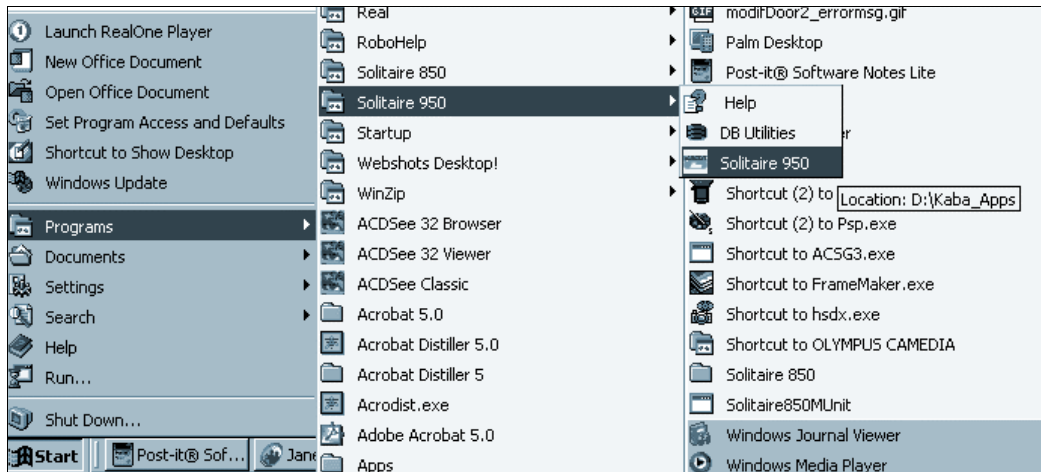 Launch RealOne Player
New Office Document
Open Office Document
Set Program Access and Defaults
Shortcut to Show Desktop
Windows Update
Programs
Documents
Settings
Search
Help
Run...
Shut Down...
Start
Post-it® Sof...
Jane
Real
RoboHelp
Solitaire 850
Solitaire 950
Startup
Webshots Desktop!
WinZip
ACDSee 32 Browser
ACDSee 32 Viewer
ACDSee Classic
Acrobat 5.0
Acrobat Distiller 5.0
Acrobat Distiller 5
Acrodist.exe
Adobe Acrobat 5.0
Apps
GIF
modifDoor2_errormsg.gif
Palm Desktop
Post-it® Software Notes Lite
Help
DB Utilities
Solitaire 950
Shortcut (2) to
Location: D:\Kaba_Apps
Shortcut (2) to Psp.exe
Shortcut to ACSG3.exe
Shortcut to FrameMaker.exe
Shortcut to hsdx.exe
Shortcut to OLYMPUS CAMEDIA
Solitaire 850
Solitaire850MUnit
Windows Journal Viewer
Windows Media Player